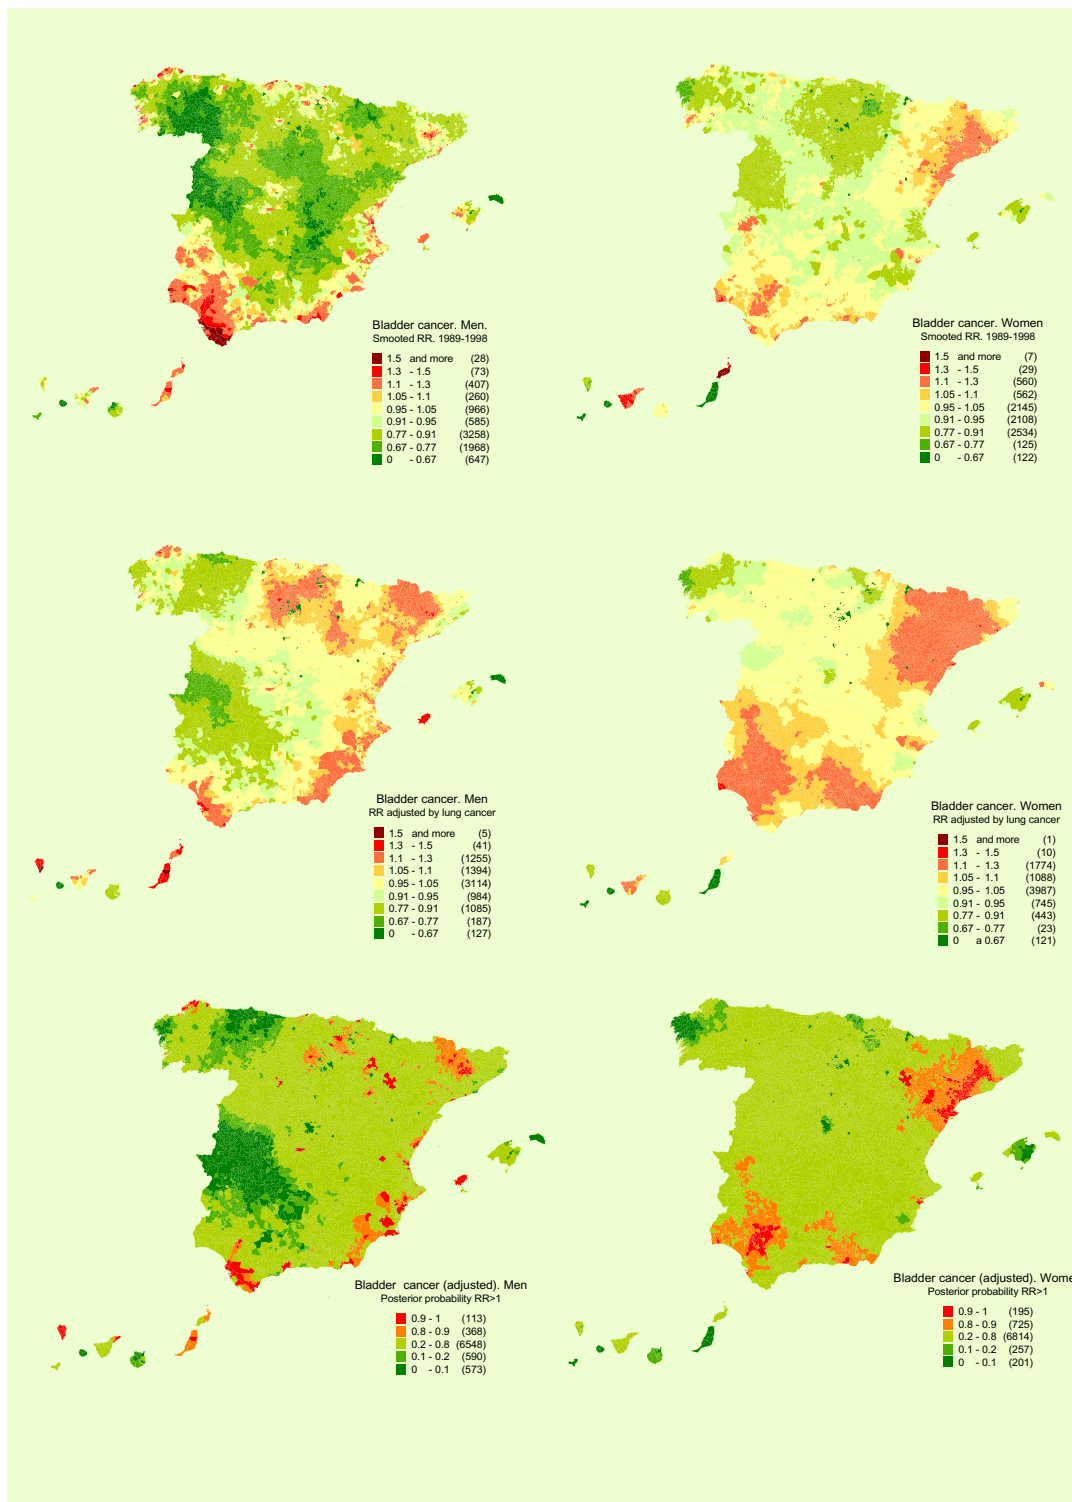 Bladder cancer. Men.
Smooted RR. 1989-1998
1.5 and more (28)
1.3 - 1.5 (73)
1.1 - 1.3 (407)
1.05 - 1.1 (260)
0.95 - 1.05 (966)
0.91 - 0.95 (585)
0.77 - 0.91 (3258)
0.67 - 0.77 (1968)
0 - 0.67 (647)
Bladder cancer. Women
Smooted RR. 1989-1998
1.5 and more (7)
1.3 - 1.5 (29)
1.1 - 1.3 (560)
1.05 - 1.1 (562)
0.95 - 1.05 (2145)
0.91 - 0.95 (2108)
0.77 - 0.91 (2534)
0.67 - 0.77 (125)
0 - 0.67 (122)
Bladder cancer. Men
RR adjusted by lung cancer
1.5 and more (5)
1.3 - 1.5 (41)
1.1 - 1.3 (1255)
1.05 - 1.1 (1394)
0.95 - 1.05 (3114)
0.91 - 0.95 (984)
0.77 - 0.91 (1085)
0.67 - 0.77 (187)
0 - 0.67 (127)
Bladder cancer. Women
RR adjusted by lung cancer
1.5 and more (1)
1.3 - 1.5 (10)
1.1 - 1.3 (1774)
1.05 - 1.1 (1088)
0.95 - 1.05 (3987)
0.91 - 0.95 (745)
0.77 - 0.91 (443)
0.67 - 0.77 (23)
0 a 0.67 (121)
Bladder cancer (adjusted). Men
Posterior probability RR>1
0.9 - 1 (113)
0.8 - 0.9 (368)
0.2 - 0.8 (6548)
0.1 - 0.2 (590)
0 - 0.1 (573)
Bladder cancer (adjusted). Wome
Posterior probability RR>1
0.9 - 1 (195)
0.8 - 0.9 (725)
0.2 - 0.8 (6814)
0.1 - 0.2 (257)
0 - 0.1 (201)